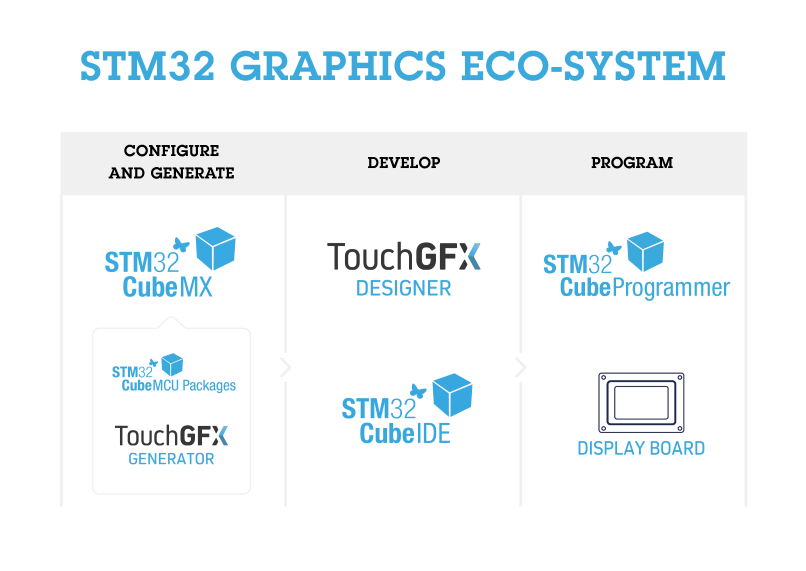 STM32 GRAPHICS ECO-SYSTEM
CONFIGURE
AND GENERATE
DEVELOP
PROGRAM
STM32
CubeMX
STM32
CubeMCU Packages
TouchGFX
GENERATOR
TouchGFX
DESIGNER
STM32
CubeIDE
STM32
CubeProgrammer
DISPLAY BOARD